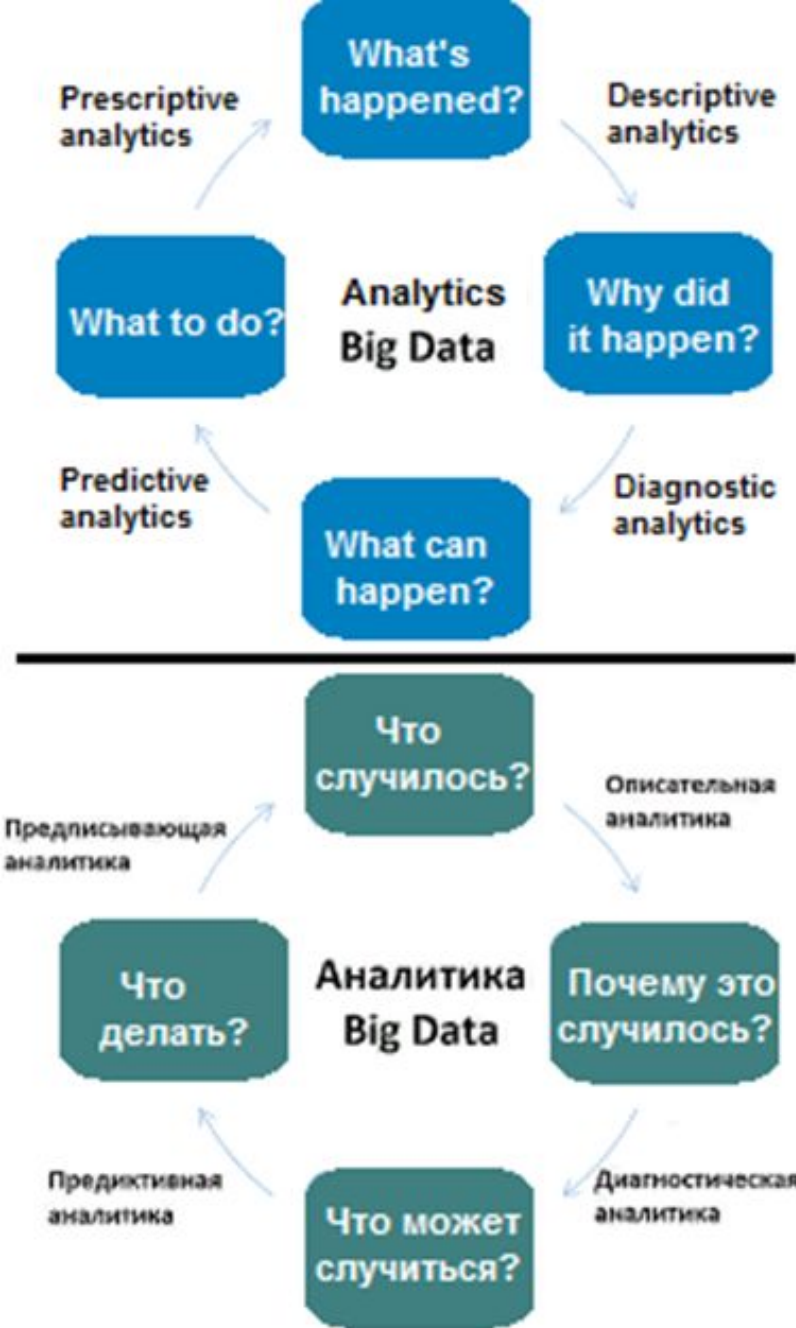 What's
happened?
Prescriptive
analytics
Descriptive
analytics
What to do?
Analytics
Big Data
Why did
it happen?
Predictive
analytics
Diagnostic
analytics
What can
happen?
Что
случилось?
Предписывающая
аналитика
Описательная
аналитика
Что
делать?
Аналитика
Big Data
Почему это
случилось?
Предиктивная
аналитика
Диагностическая
аналитика
Что может
случиться?